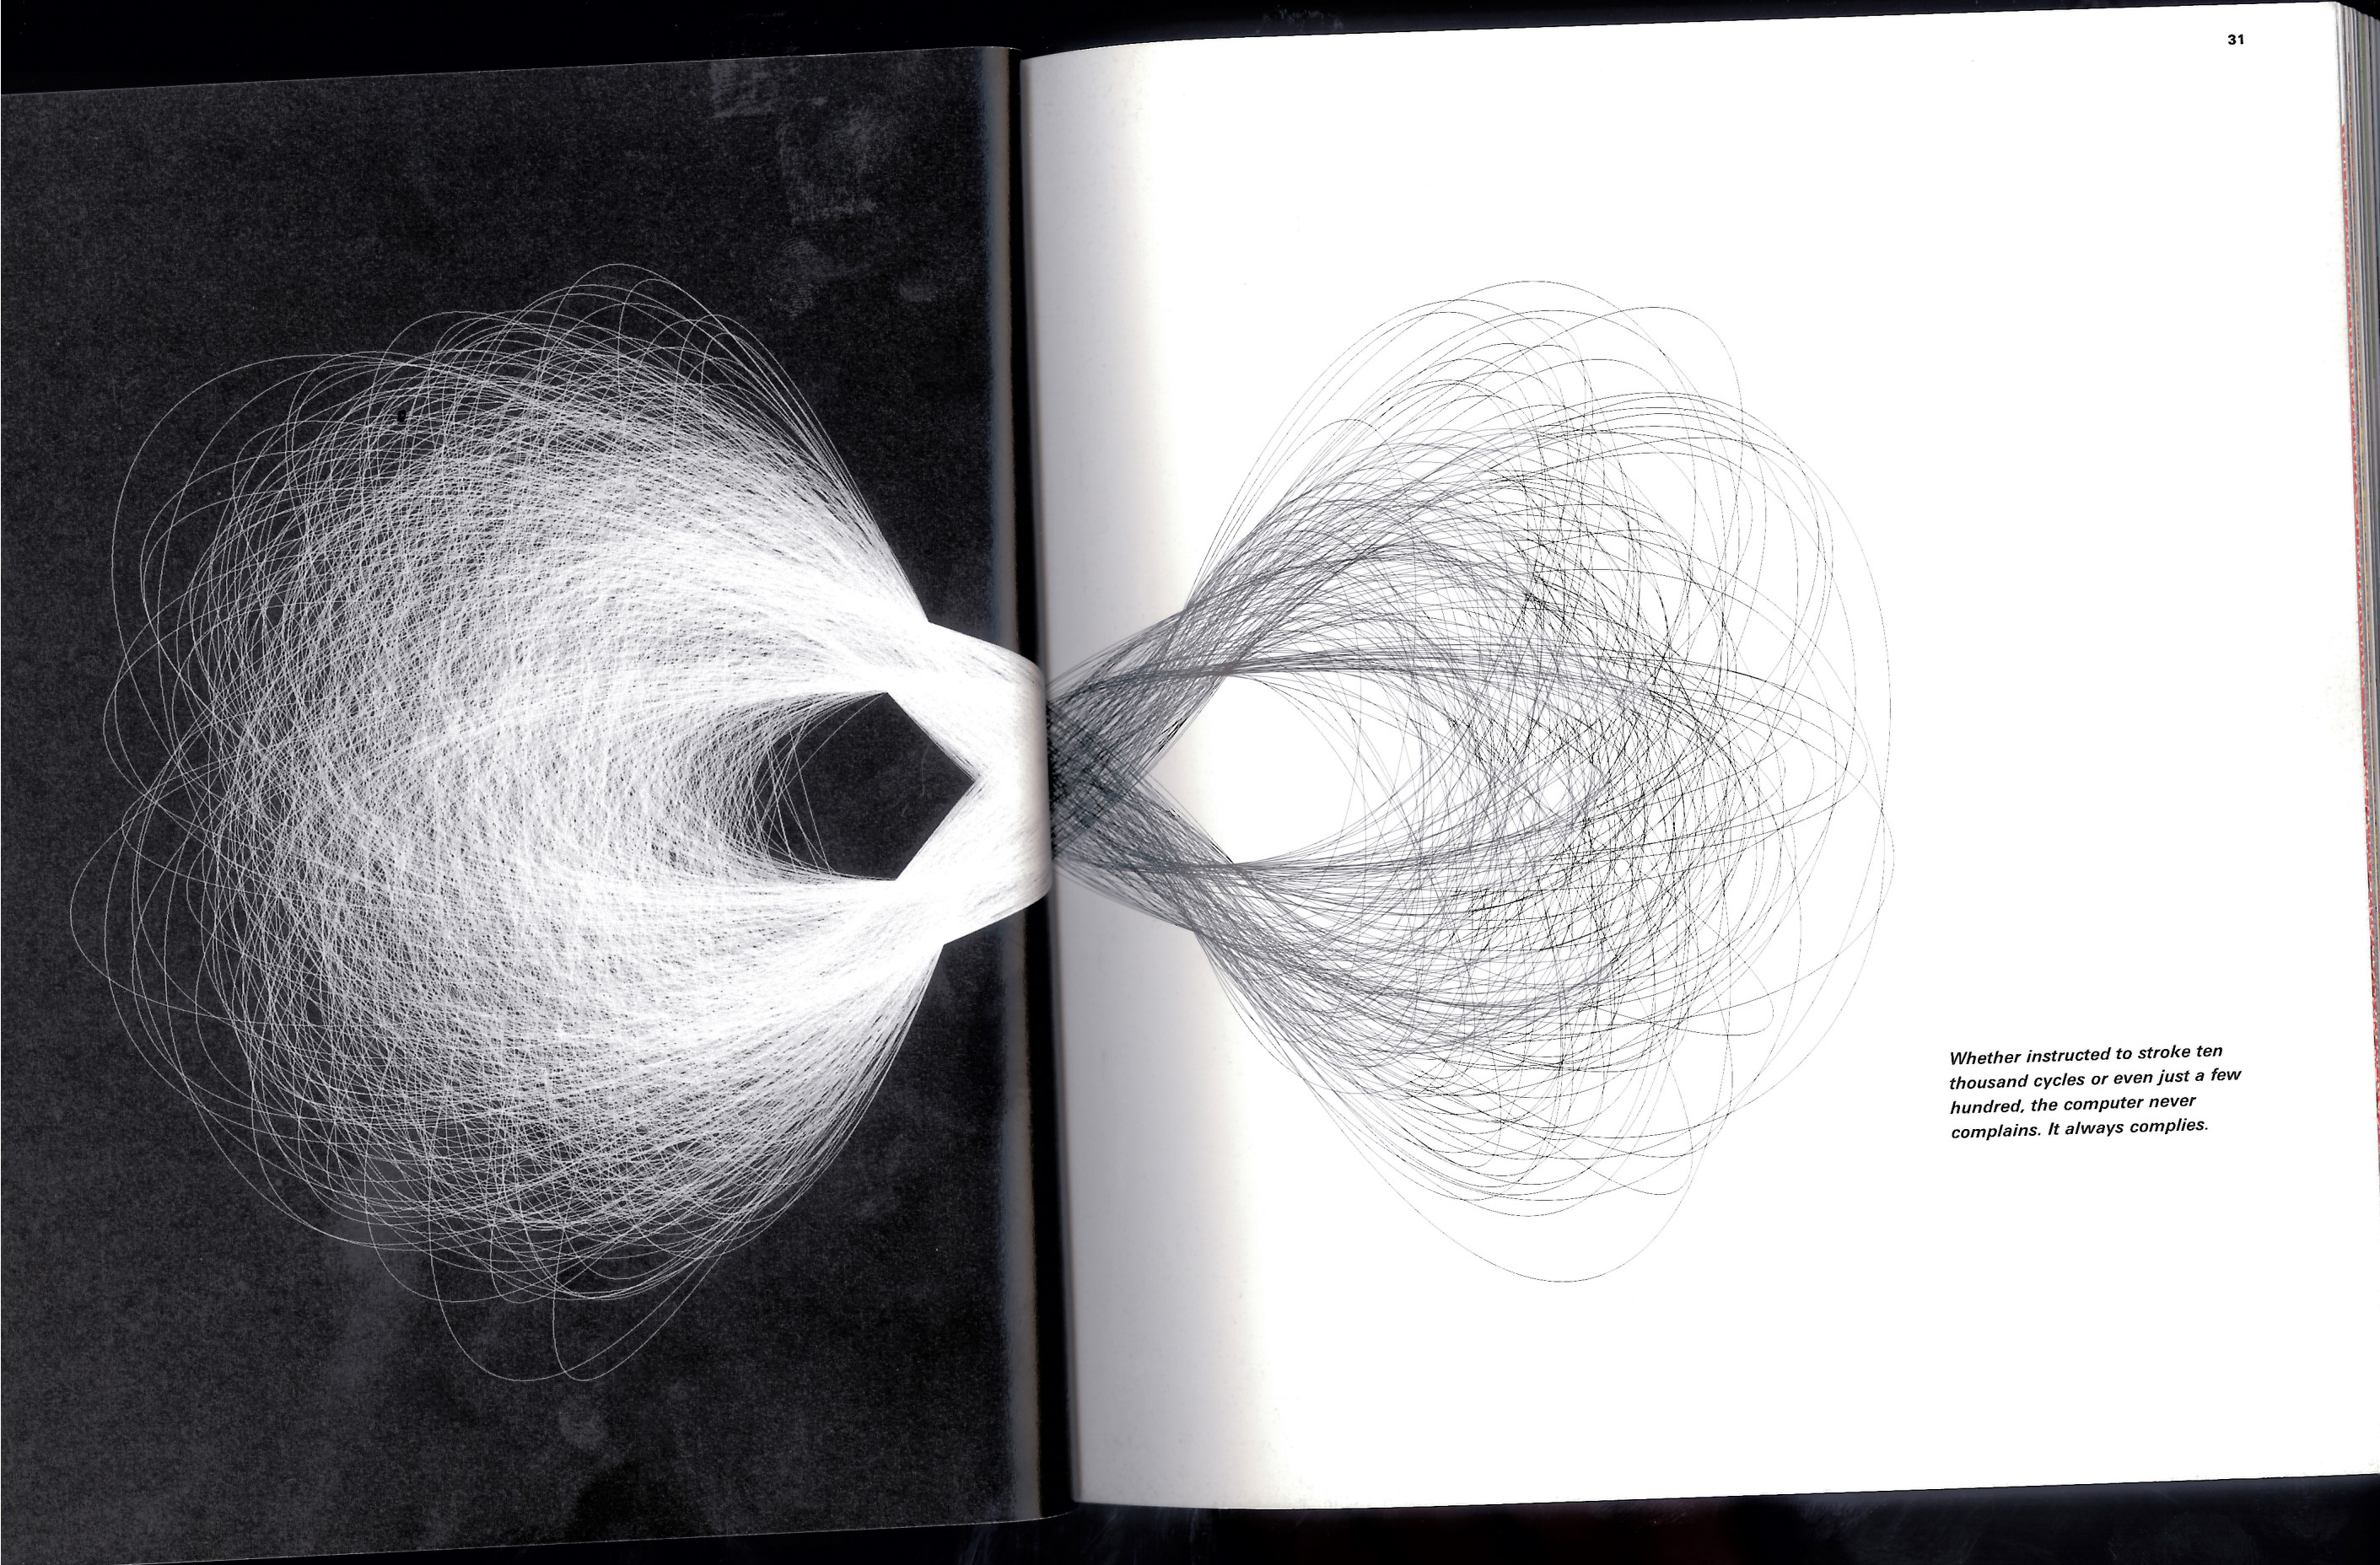 31
Whether instructed to stroke ten
thousand cycles or even just a few
hundred, the computer never
complains. It always complies.